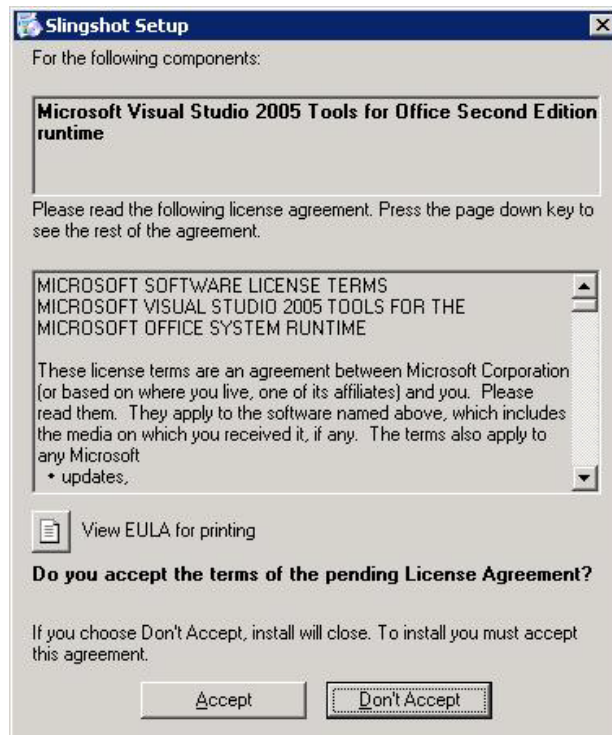 Slingshot Setup
For the following components:
Microsoft Visual Studio 2005 Tools for Office Second Edition
runtime
Please read the following license agreement. Press the page down key to
see the rest of the agreement.
MICROSOFT SOFTWARE LICENSE TERMS
MICROSOFT VISUAL STUDIO 2005 TOOLS FOR THE
MICROSOFT OFFICE SYSTEM RUNTIME
These license terms are an agreement between Microsoft Corporation
(or based on where you live, one of its affiliates) and you. Please
read them. They apply to the software named above, which includes
the media on which you received it, if any. The terms also apply to
any Microsoft
• updates,
View EULA for printing
Do you accept the terms of the pending License Agreement?
If you choose Don't Accept, install will close. To install you must accept
this agreement.
Accept
Don't Accept